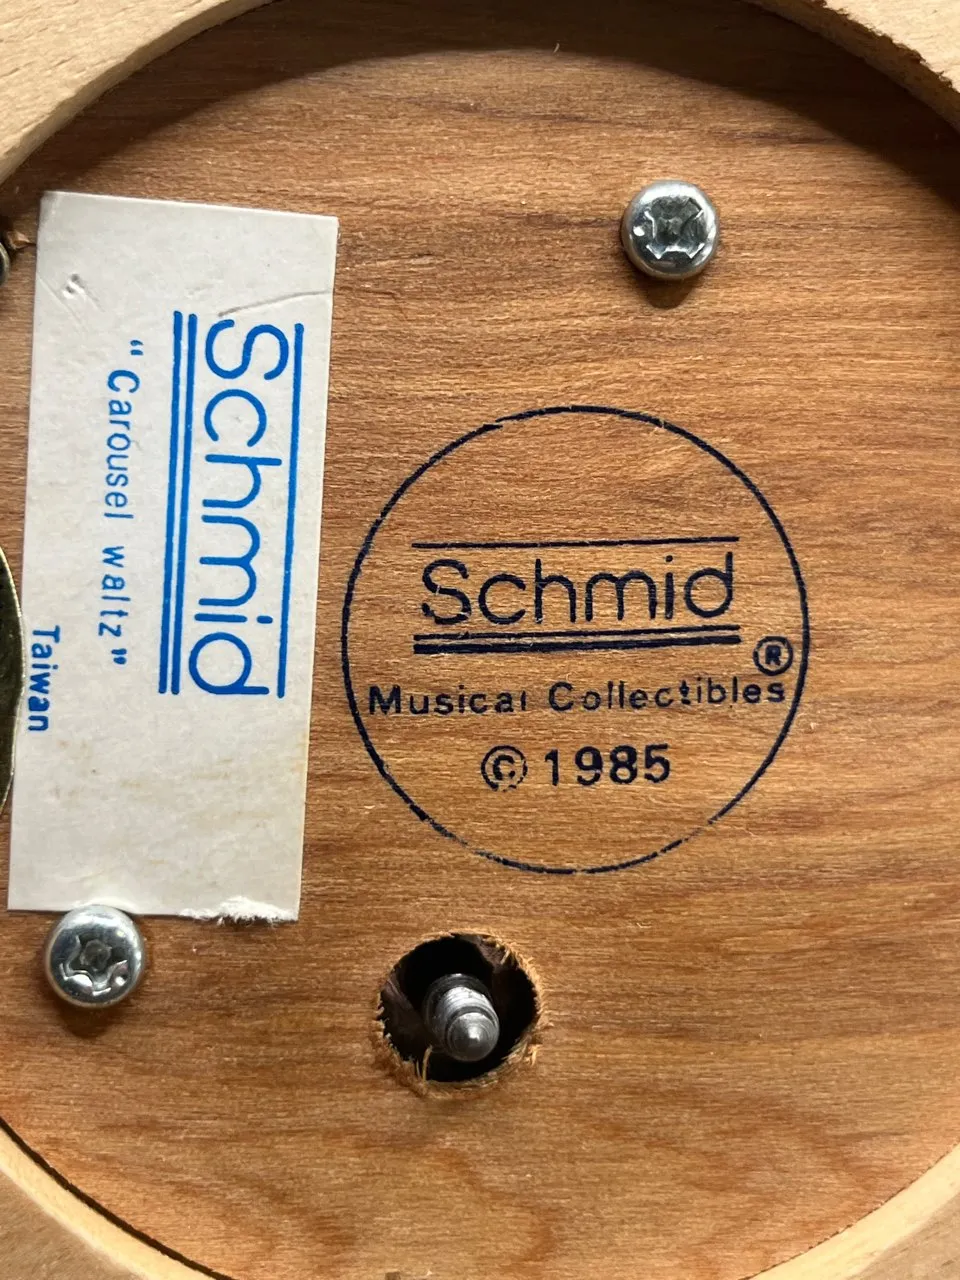 Schmid
"Carousel waltz"
Taiwan
Schmid
®
Musical Collectibles
© 1985